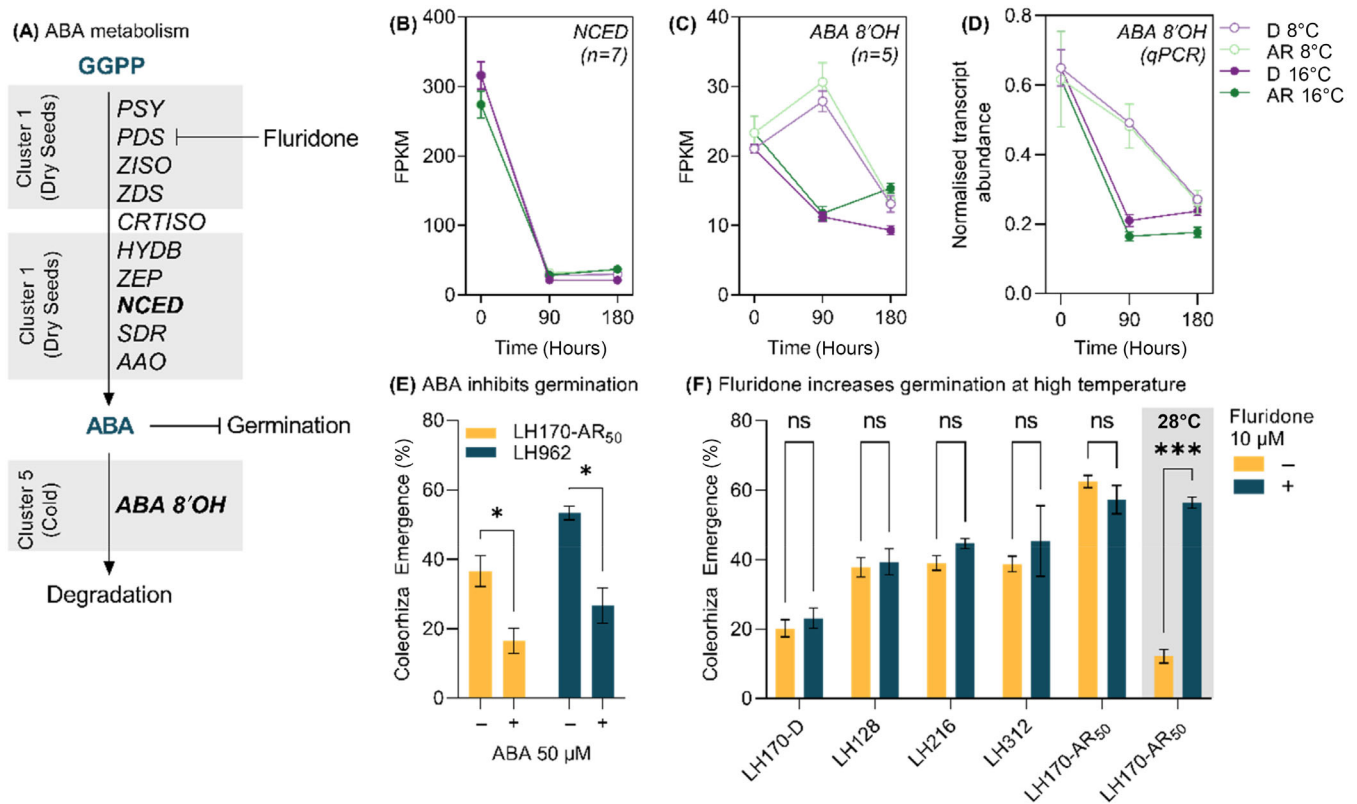 (A) ABA metabolism
GGPP
Cluster 1
(Dry Seeds)
PSY
PDS
Fluridone
ZISO
ZDS
CRTISO
Cluster 1
(Dry Seeds)
HYDB
ZEP
NCED
SDR
AAO
ABA
Germination
Cluster 5
(Cold)
ABA 8′OH
Degradation
(B)
NCED
(n=7)
FPKM
400
300
200
100
0
0 90 180
Time (Hours)
(C)
ABA 8′OH
(n=5)
FPKM
40
30
20
10
0
0 90 180
Time (Hours)
(D)
ABA 8′OH
(qPCR)
Normalised transcript
abundance
0.8
0.6
0.4
0.2
0.0
0 90 180
Time (Hours)
D 8°C
AR 8°C
D 16°C
AR 16°C
(E) ABA inhibits germination
Coleorhiza Emergence (%)
80
60
40
20
0
LH170-AR50
LH962
*
*
− + − +
ABA 50 μM
(F) Fluridone increases germination at high temperature
Coleorhiza Emergence (%)
80
60
40
20
0
ns ns ns ns ns
28°C
***
Fluridone
10 μM
−
+
LH170-D
LH128
LH216
LH312
LH170-AR50
LH170-AR50